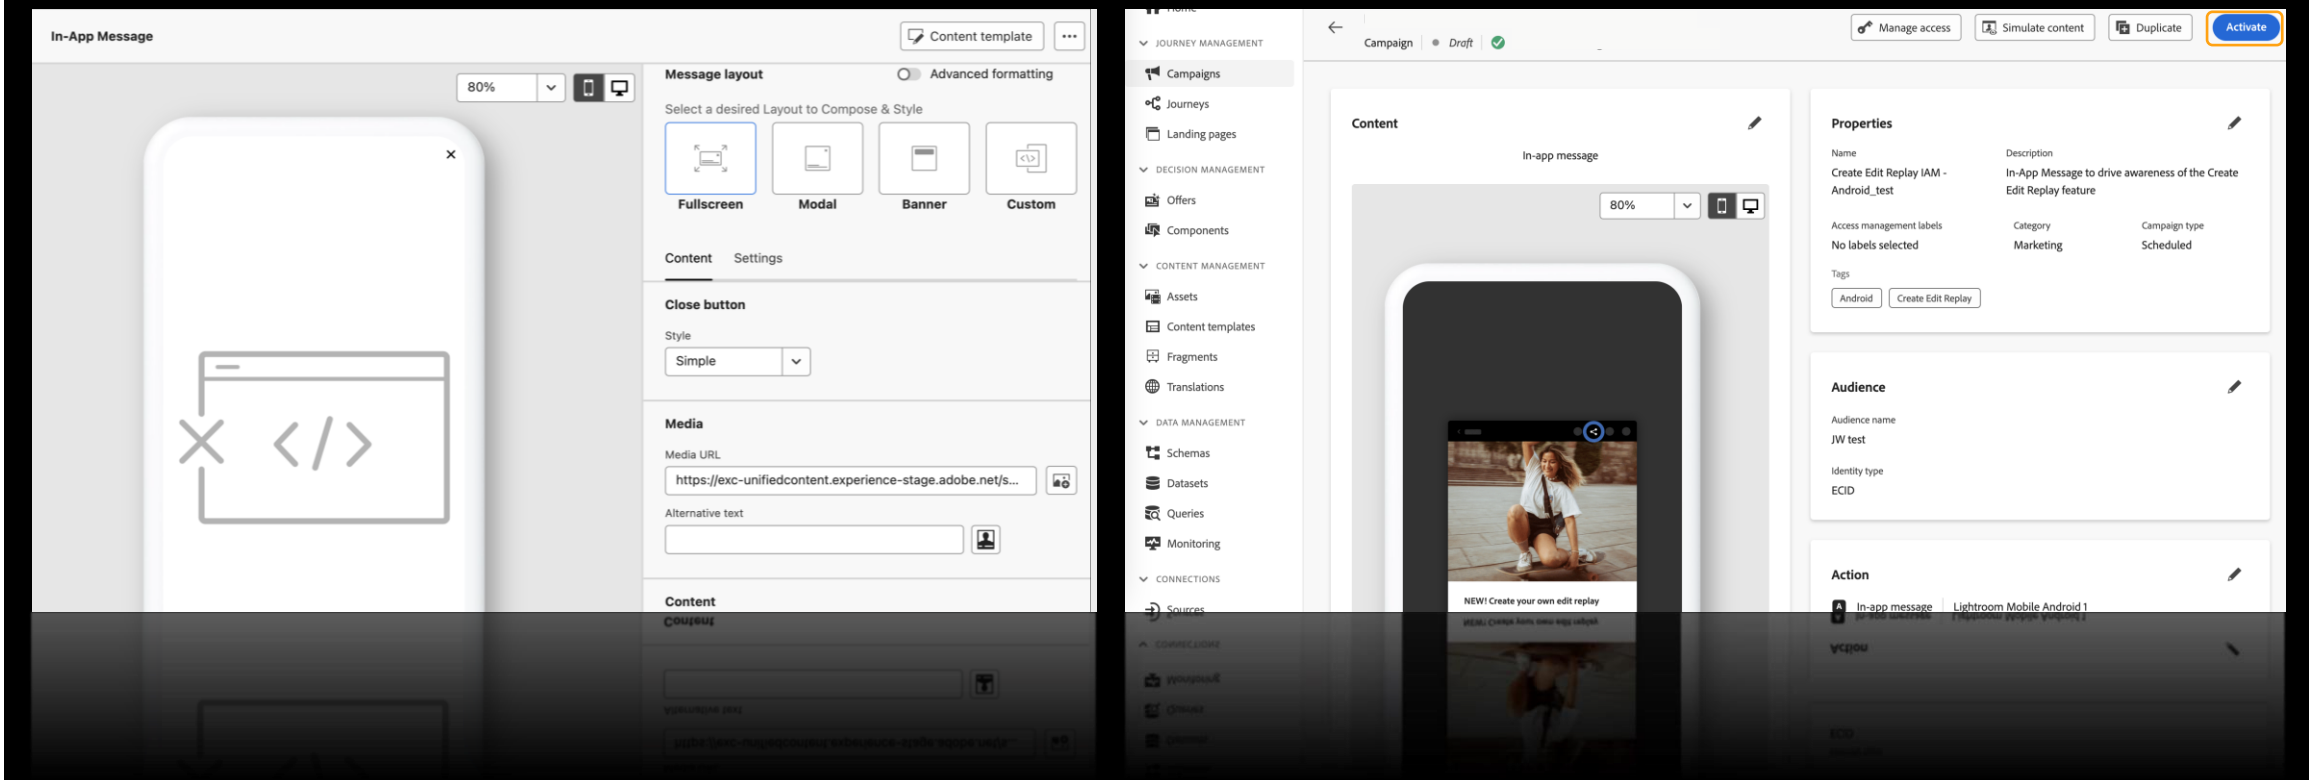 In-App Message
Content template
80%
Message layout
Advanced formatting
Select a desired Layout to Compose & Style
Fullscreen
Modal
Banner
Custom
Content
Settings
Close button
Style
Simple
Media
Media URL
https://exc-unifiedcontent.experience-stage.adobe.net/s...
Alternative text
Content
Home
JOURNEY MANAGEMENT
Campaigns
Journeys
Landing pages
DECISION MANAGEMENT
Offers
Components
CONTENT MANAGEMENT
Assets
Content templates
Fragments
Translations
DATA MANAGEMENT
Schemas
Datasets
Queries
Monitoring
CONNECTIONS
Sources
Campaign
Draft
Manage access
Simulate content
Duplicate
Activate
Content
In-app message
80%
NEW! Create your own edit replay
Properties
Name
Create Edit Replay IAM -
Android_test
Description
In-App Message to drive awareness of the Create
Edit Replay feature
Access management labels
No labels selected
Category
Marketing
Campaign type
Scheduled
Tags
Android
Create Edit Replay
Audience
Audience name
JW test
Identity type
ECID
Action
In-app message
Lightroom Mobile Android 1